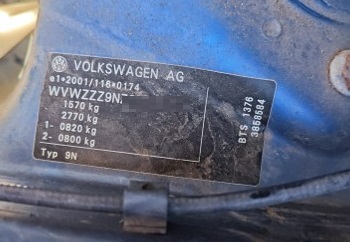 VOLKSWAGEN AG
e1*2001/116*0174
WVWZZZ9N
1570 kg
2770 kg
1- 0820 kg
2- 0800 kg
Typ 9N
BTS 1376
3858584